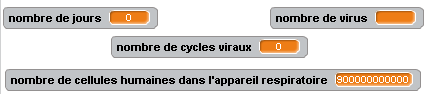 nombre de jours 0 nombre de virus
nombre de cycles viraux 0
nombre de cellules humaines dans l'appareil respiratoire 900000000000